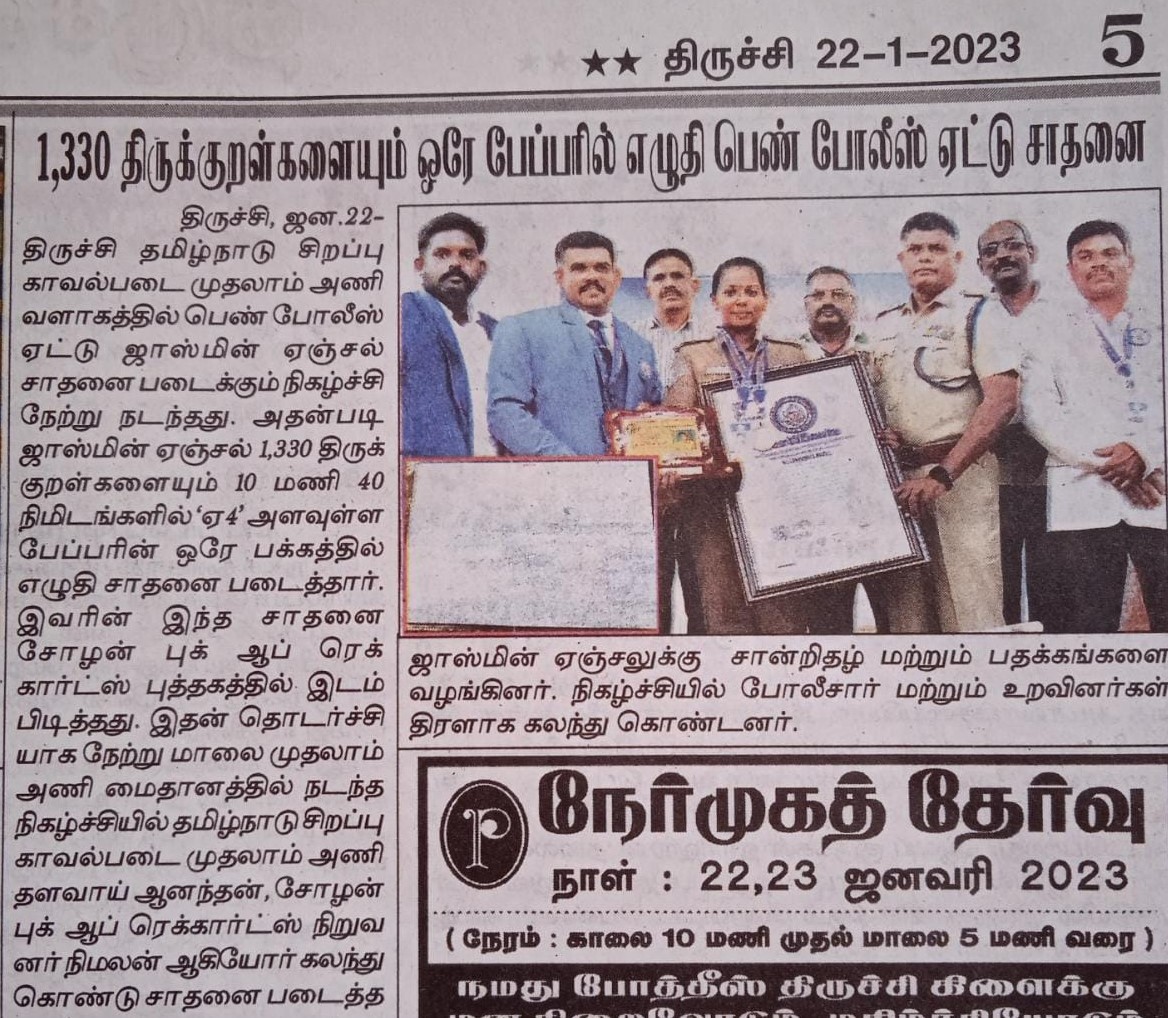 ★★ திருச்சி 22-1-2023 5
1,330 திருக்குறள்களையும் ஒரே பேப்பரில் எழுதி பெண் போலீஸ் ஏட்டு சாதனை
திருச்சி, ஜன.22-
திருச்சி தமிழ்நாடு சிறப்பு
காவல்படை முதலாம் அணி
வளாகத்தில் பெண் போலீஸ்
ஏட்டு ஜாஸ்மின் ஏஞ்சல்
சாதனை படைக்கும் நிகழ்ச்சி
நேற்று நடந்தது. அதன்படி
ஜாஸ்மின் ஏஞ்சல் 1,330 திருக்
குறள்களையும் 10 மணி 40
நிமிடங்களில் 'ஏ4' அளவுள்ள
பேப்பரின் ஒரே பக்கத்தில்
எழுதி சாதனை படைத்தார்.
இவரின் இந்த சாதனை
சோழன் புக் ஆப் ரெக்
கார்ட்ஸ் புத்தகத்தில் இடம்
பிடித்தது. இதன் தொடர்ச்சி
யாக நேற்று மாலை முதலாம்
அணி மைதானத்தில் நடந்த
நிகழ்ச்சியில் தமிழ்நாடு சிறப்பு
காவல்படை முதலாம் அணி
தளவாய் ஆனந்தன், சோழன்
புக் ஆப் ரெக்கார்ட்ஸ் நிறுவ
னர் நிமலன் ஆகியோர் கலந்து
கொண்டு சாதனை படைத்த
ஜாஸ்மின் ஏஞ்சலுக்கு சான்றிதழ் மற்றும் பதக்கங்களை
வழங்கினர். நிகழ்ச்சியில் போலீசார் மற்றும் உறவினர்கள்
திரளாக கலந்து கொண்டனர்.
நேர்முகத் தேர்வு
நாள் : 22,23 ஜனவரி 2023
( நேரம் : காலை 10 மணி முதல் மாலை 5 மணி வரை )
நமது போத்தீஸ் திருச்சி கிளைக்கு